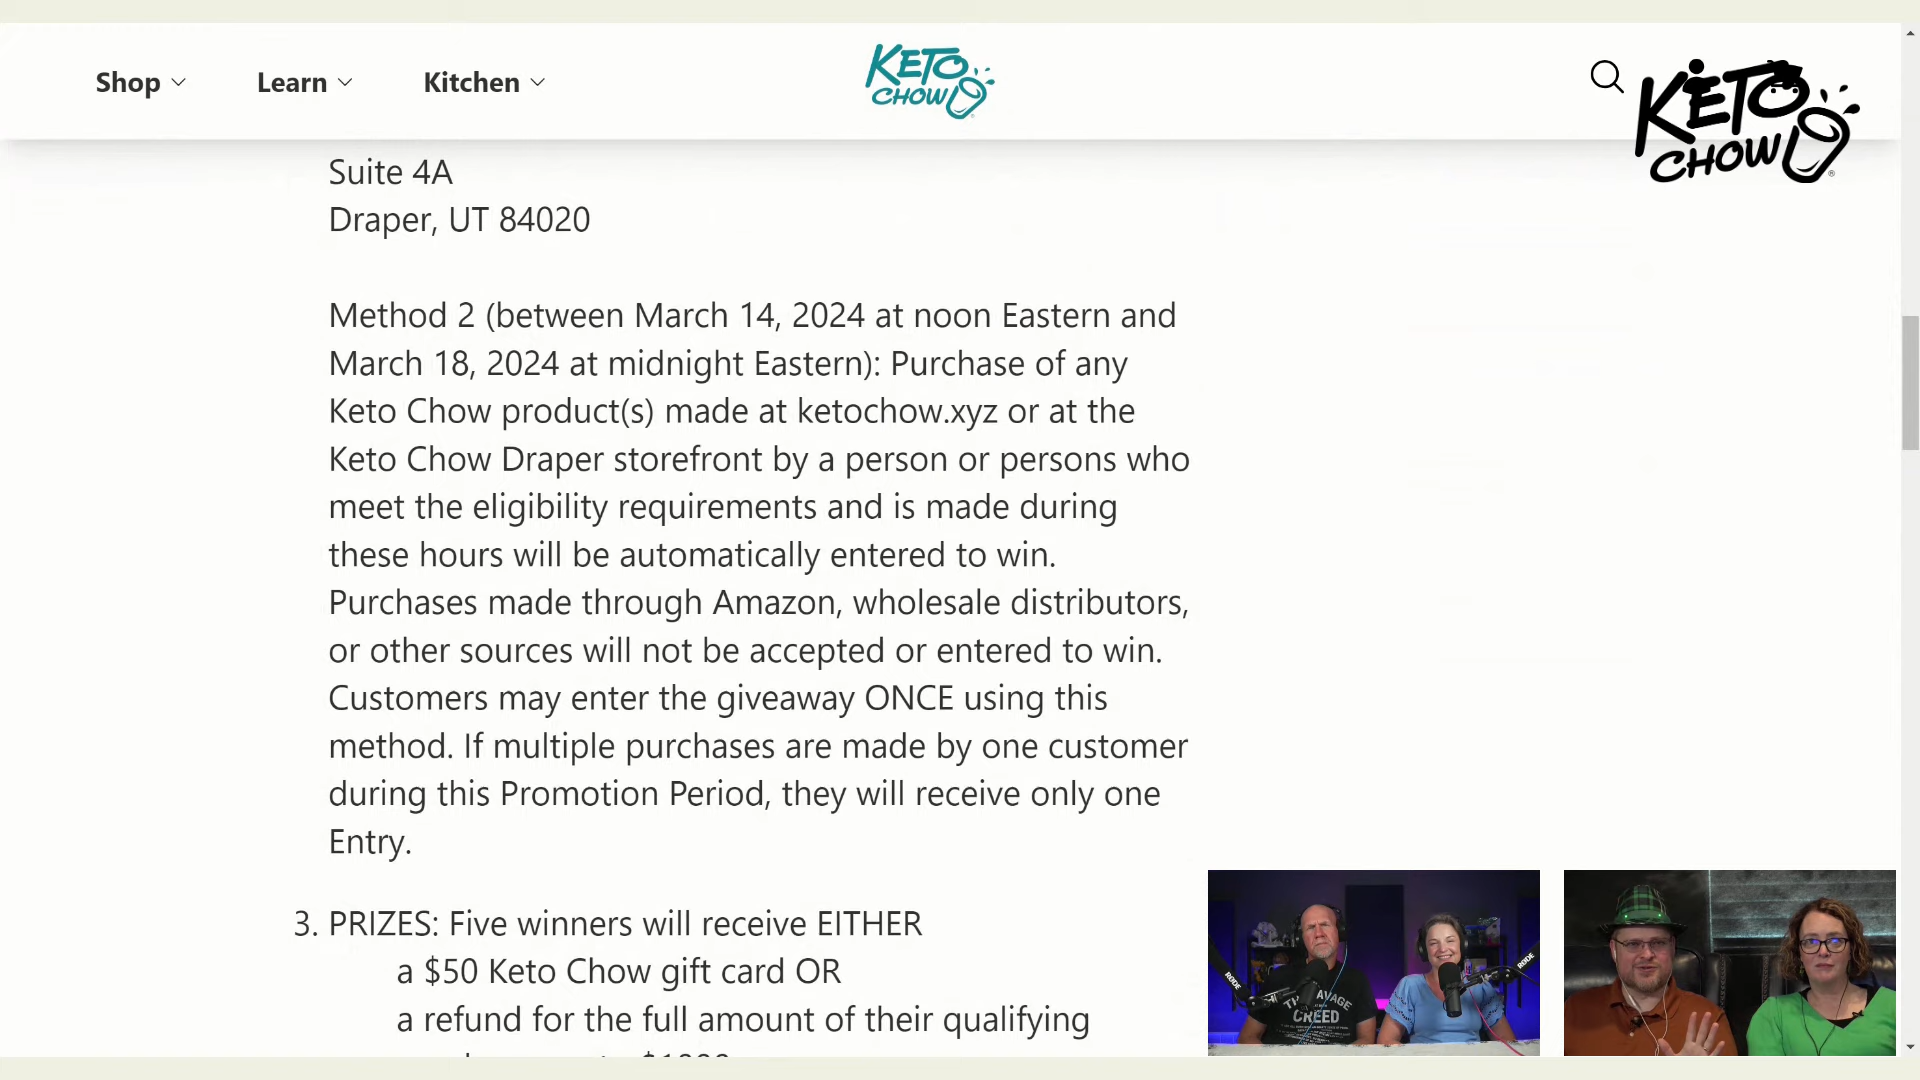 Shop
Learn
Kitchen
KETO
CHOW
KETO
CHOW
Suite 4A
Draper, UT 84020
Method 2 (between March 14, 2024 at noon Eastern and
March 18, 2024 at midnight Eastern): Purchase of any
Keto Chow product(s) made at ketochow.xyz or at the
Keto Chow Draper storefront by a person or persons who
meet the eligibility requirements and is made during
these hours will be automatically entered to win.
Purchases made through Amazon, wholesale distributors,
or other sources will not be accepted or entered to win.
Customers may enter the giveaway ONCE using this
method. If multiple purchases are made by one customer
during this Promotion Period, they will receive only one
Entry.
3. PRIZES: Five winners will receive EITHER
a $50 Keto Chow gift card OR
a refund for the full amount of their qualifying
RØDE
RØDE
CREED